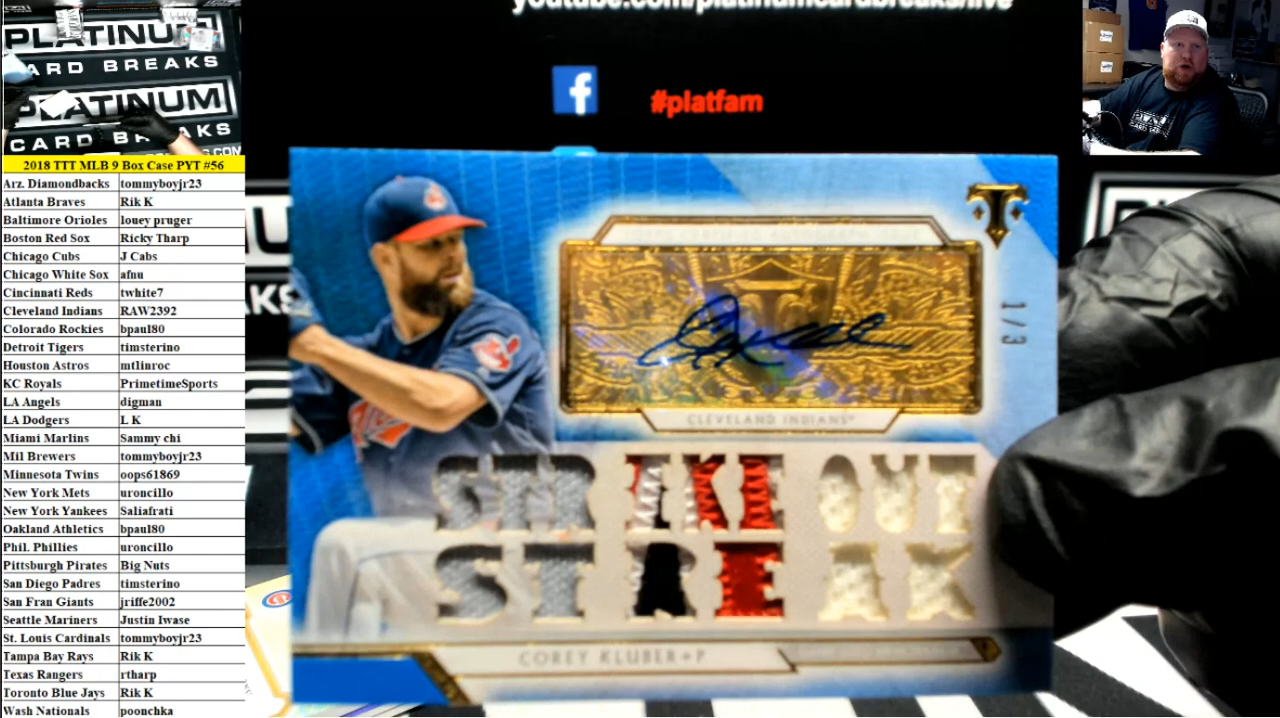 youtube.com/platinumcardbreaks/live
#platfam
PLATINUM
CARD BREAKS
PLATINUM
CARD BREAKS
2018 TTT MLB 9 Box Case PYT #56
Arz. Diamondbacks tommyboyjr23
Atlanta Braves Rik K
Baltimore Orioles louey pruger
Boston Red Sox Ricky Tharp
Chicago Cubs J Cabs
Chicago White Sox afnu
Cincinnati Reds twhite7
Cleveland Indians RAW2392
Colorado Rockies bpaul80
Detroit Tigers timsterino
Houston Astros mtlinroc
KC Royals PrimetimeSports
LA Angels digman
LA Dodgers L K
Miami Marlins Sammy chi
Mil Brewers tommyboyjr23
Minnesota Twins oops61869
New York Mets uroncillo
New York Yankees Saliafrati
Oakland Athletics bpaul80
Phil. Phillies uroncillo
Pittsburgh Pirates Big Nuts
San Diego Padres timsterino
San Fran Giants jriffe2002
Seattle Mariners Justin Iwase
St. Louis Cardinals tommyboyjr23
Tampa Bay Rays Rik K
Texas Rangers rtharp
Toronto Blue Jays Rik K
Wash Nationals poonchka
1/3
CLEVELAND INDIANS
STRIKE OUT
STREAK
COREY KLUBER • P